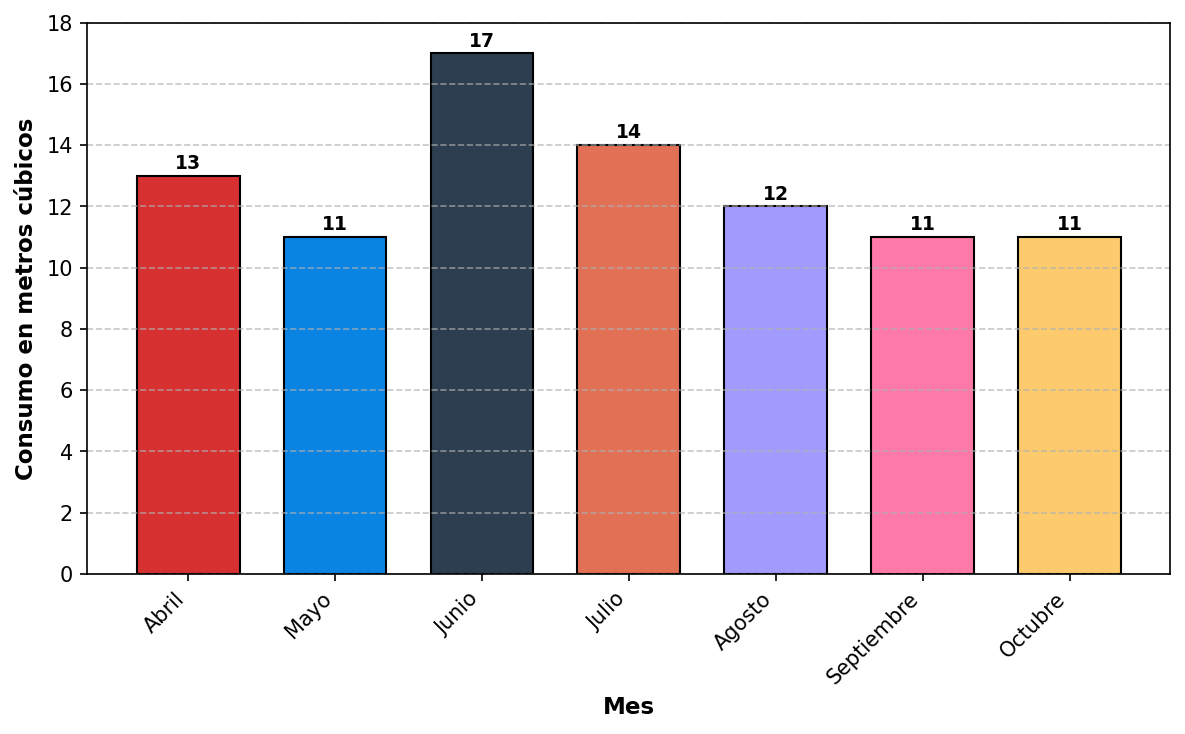 Consumo en metros cúbicos
18
16
14
12
10
8
6
4
2
0
13
11
17
14
12
11
11
Abril
Mayo
Junio
Julio
Agosto
Septiembre
Octubre
Mes